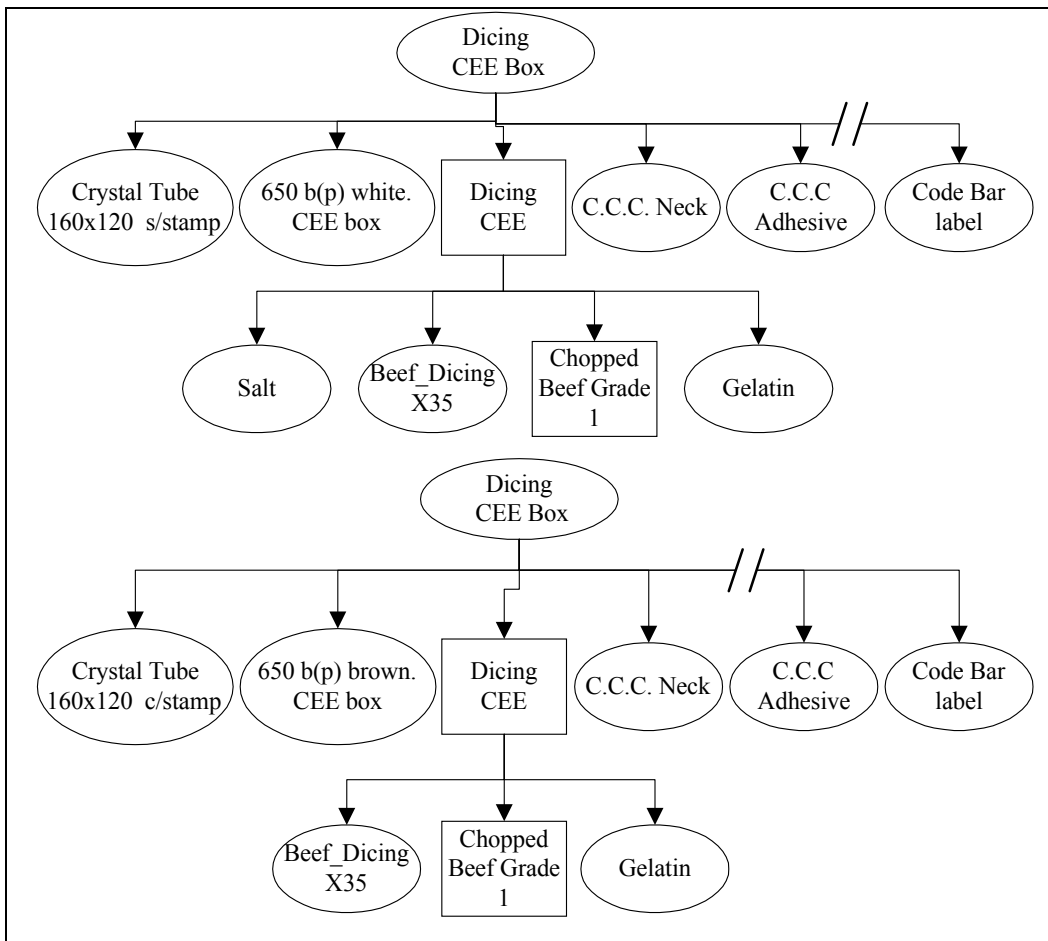 Dicing
CEE Box
Crystal Tube
160x120 s/stamp
650 b(p) white.
CEE box
Dicing
CEE
C.C.C. Neck
C.C.C
Adhesive
Code Bar
label
Salt
Beef_Dicing
X35
Chopped
Beef Grade
1
Gelatin
Dicing
CEE Box
Crystal Tube
160x120 c/stamp
650 b(p) brown.
CEE box
Dicing
CEE
C.C.C. Neck
C.C.C
Adhesive
Code Bar
label
Beef_Dicing
X35
Chopped
Beef Grade
1
Gelatin